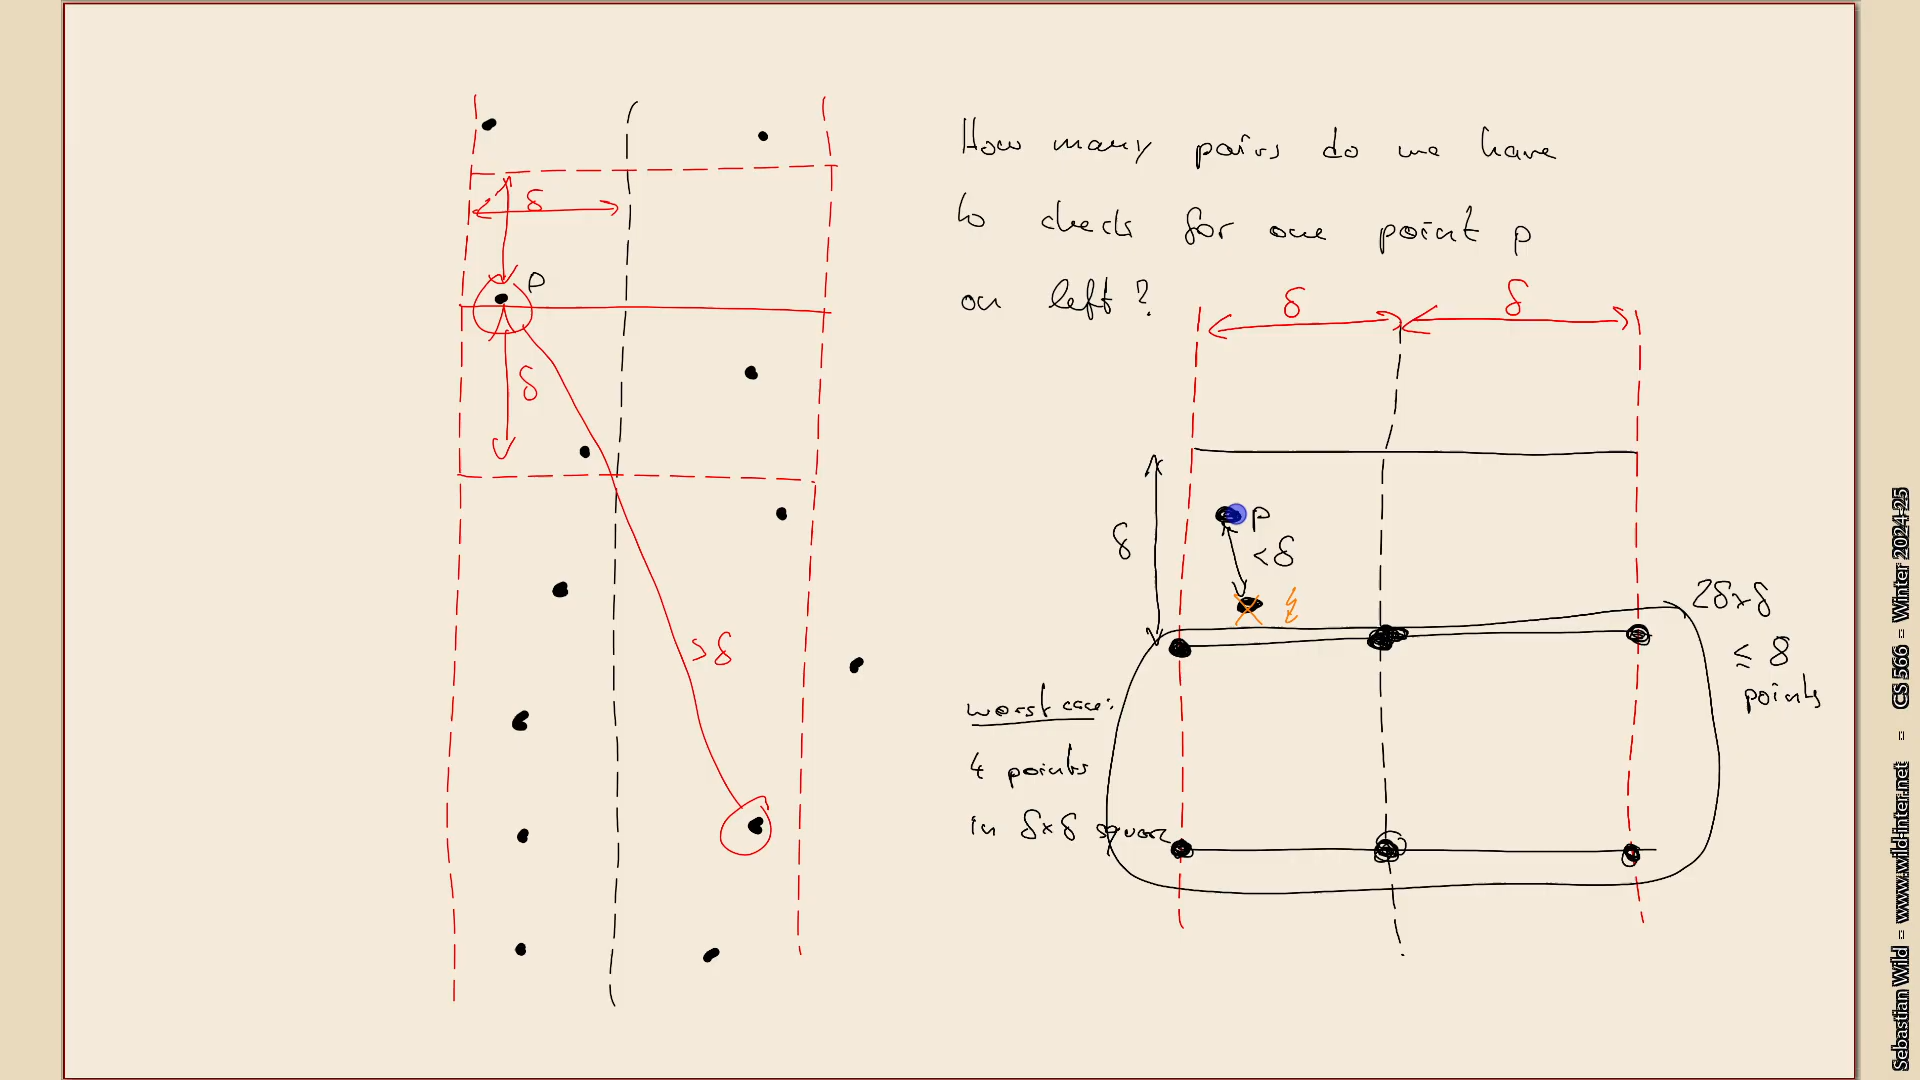 How many pairs do we have
to check for one point p
on left?
δ
p
δ
>δ
δ
δ
δ
p
<δ
2δ×δ
≤ 8
points
worst case:
4 points
in δ×δ square
Sebastian Wild – www.wild-inter.net – CS 566 – Winter 2024-25